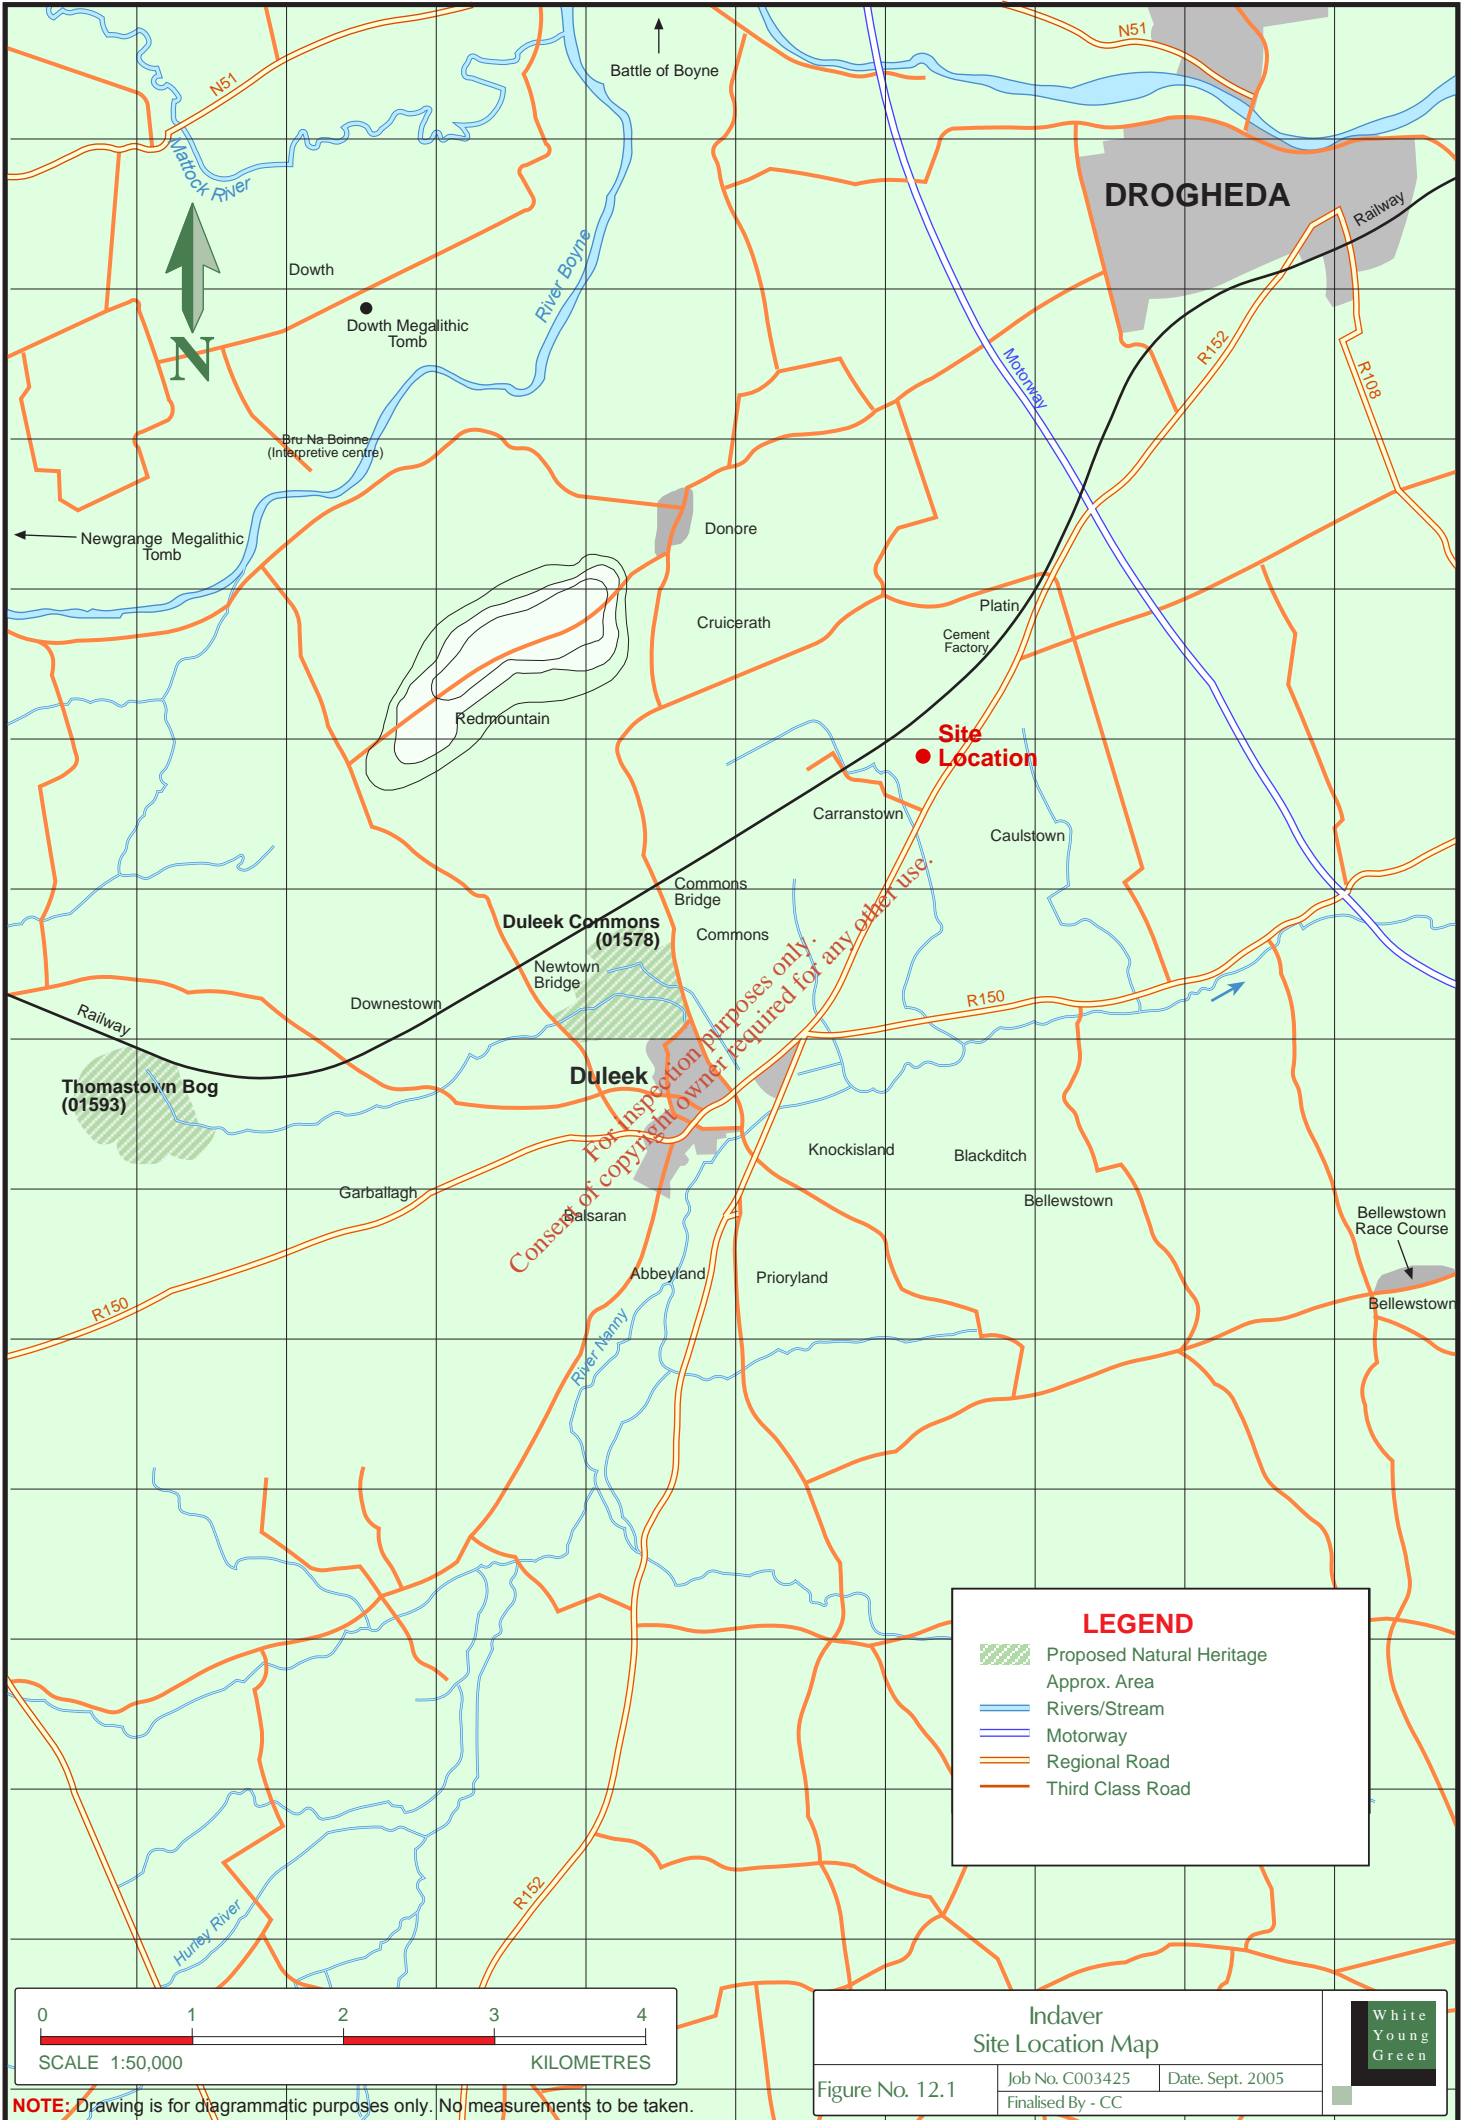 N51
N51
Battle of Boyne
Mattock River
DROGHEDA
Railway
River Boyne
Dowth
Dowth Megalithic
Tomb
N
Motorway
R152
R108
Bru Na Boinne
(Interpretive centre)
Newgrange Megalithic
Tomb
Donore
Platin
Cruicerath
Cement
Factory
Redmountain
Site
Location
Carranstown
Caulstown
Commons
Bridge
Duleek Commons
(01578)
Commons
Newtown
Bridge
Downestown
R150
Railway
Thomastown Bog
(01593)
Duleek
For inspection purposes only.
Consent of copyright owner required for any other use.
Knockisland
Blackditch
Garballagh
Bellewstown
Balsaran
Bellewstown
Race Course
Abbeyland
Prioryland
Bellewstown
R150
River Nanny
LEGEND
Proposed Natural Heritage
Approx. Area
Rivers/Stream
Motorway
Regional Road
Third Class Road
R152
Hurley River
0 1 2 3 4
SCALE 1:50,000 KILOMETRES
NOTE: Drawing is for diagrammatic purposes only. No measurements to be taken.
Indaver
Site Location Map
Figure No. 12.1
Job No. C003425
Date. Sept. 2005
Finalised By - CC
White
Young
Green